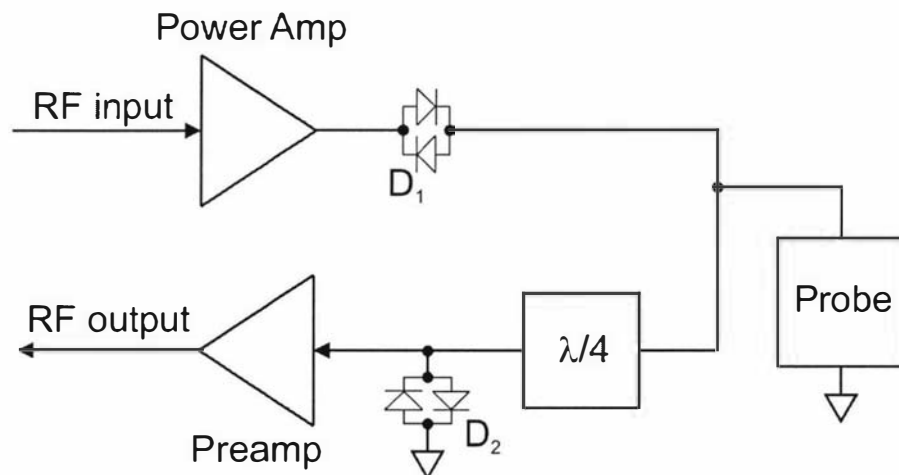 Power Amp
RF input
D₁
RF output
λ/4
Probe
D₂
Preamp